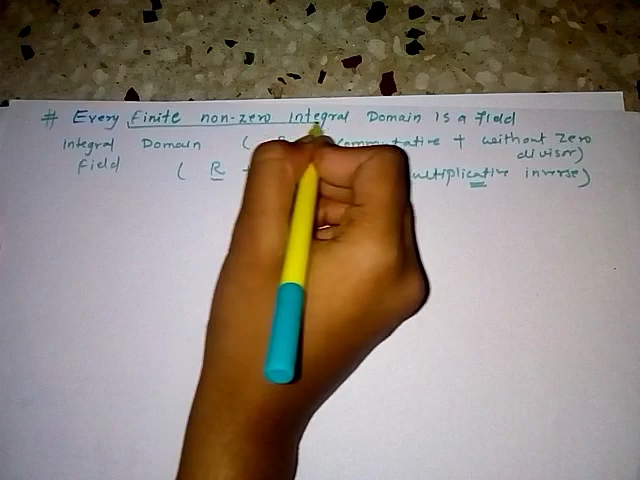 # Every finite non-zero Integral Domain is a field
Integral Domain ( Commutative + without zero
divisor)
field ( R multiplicative inverse)